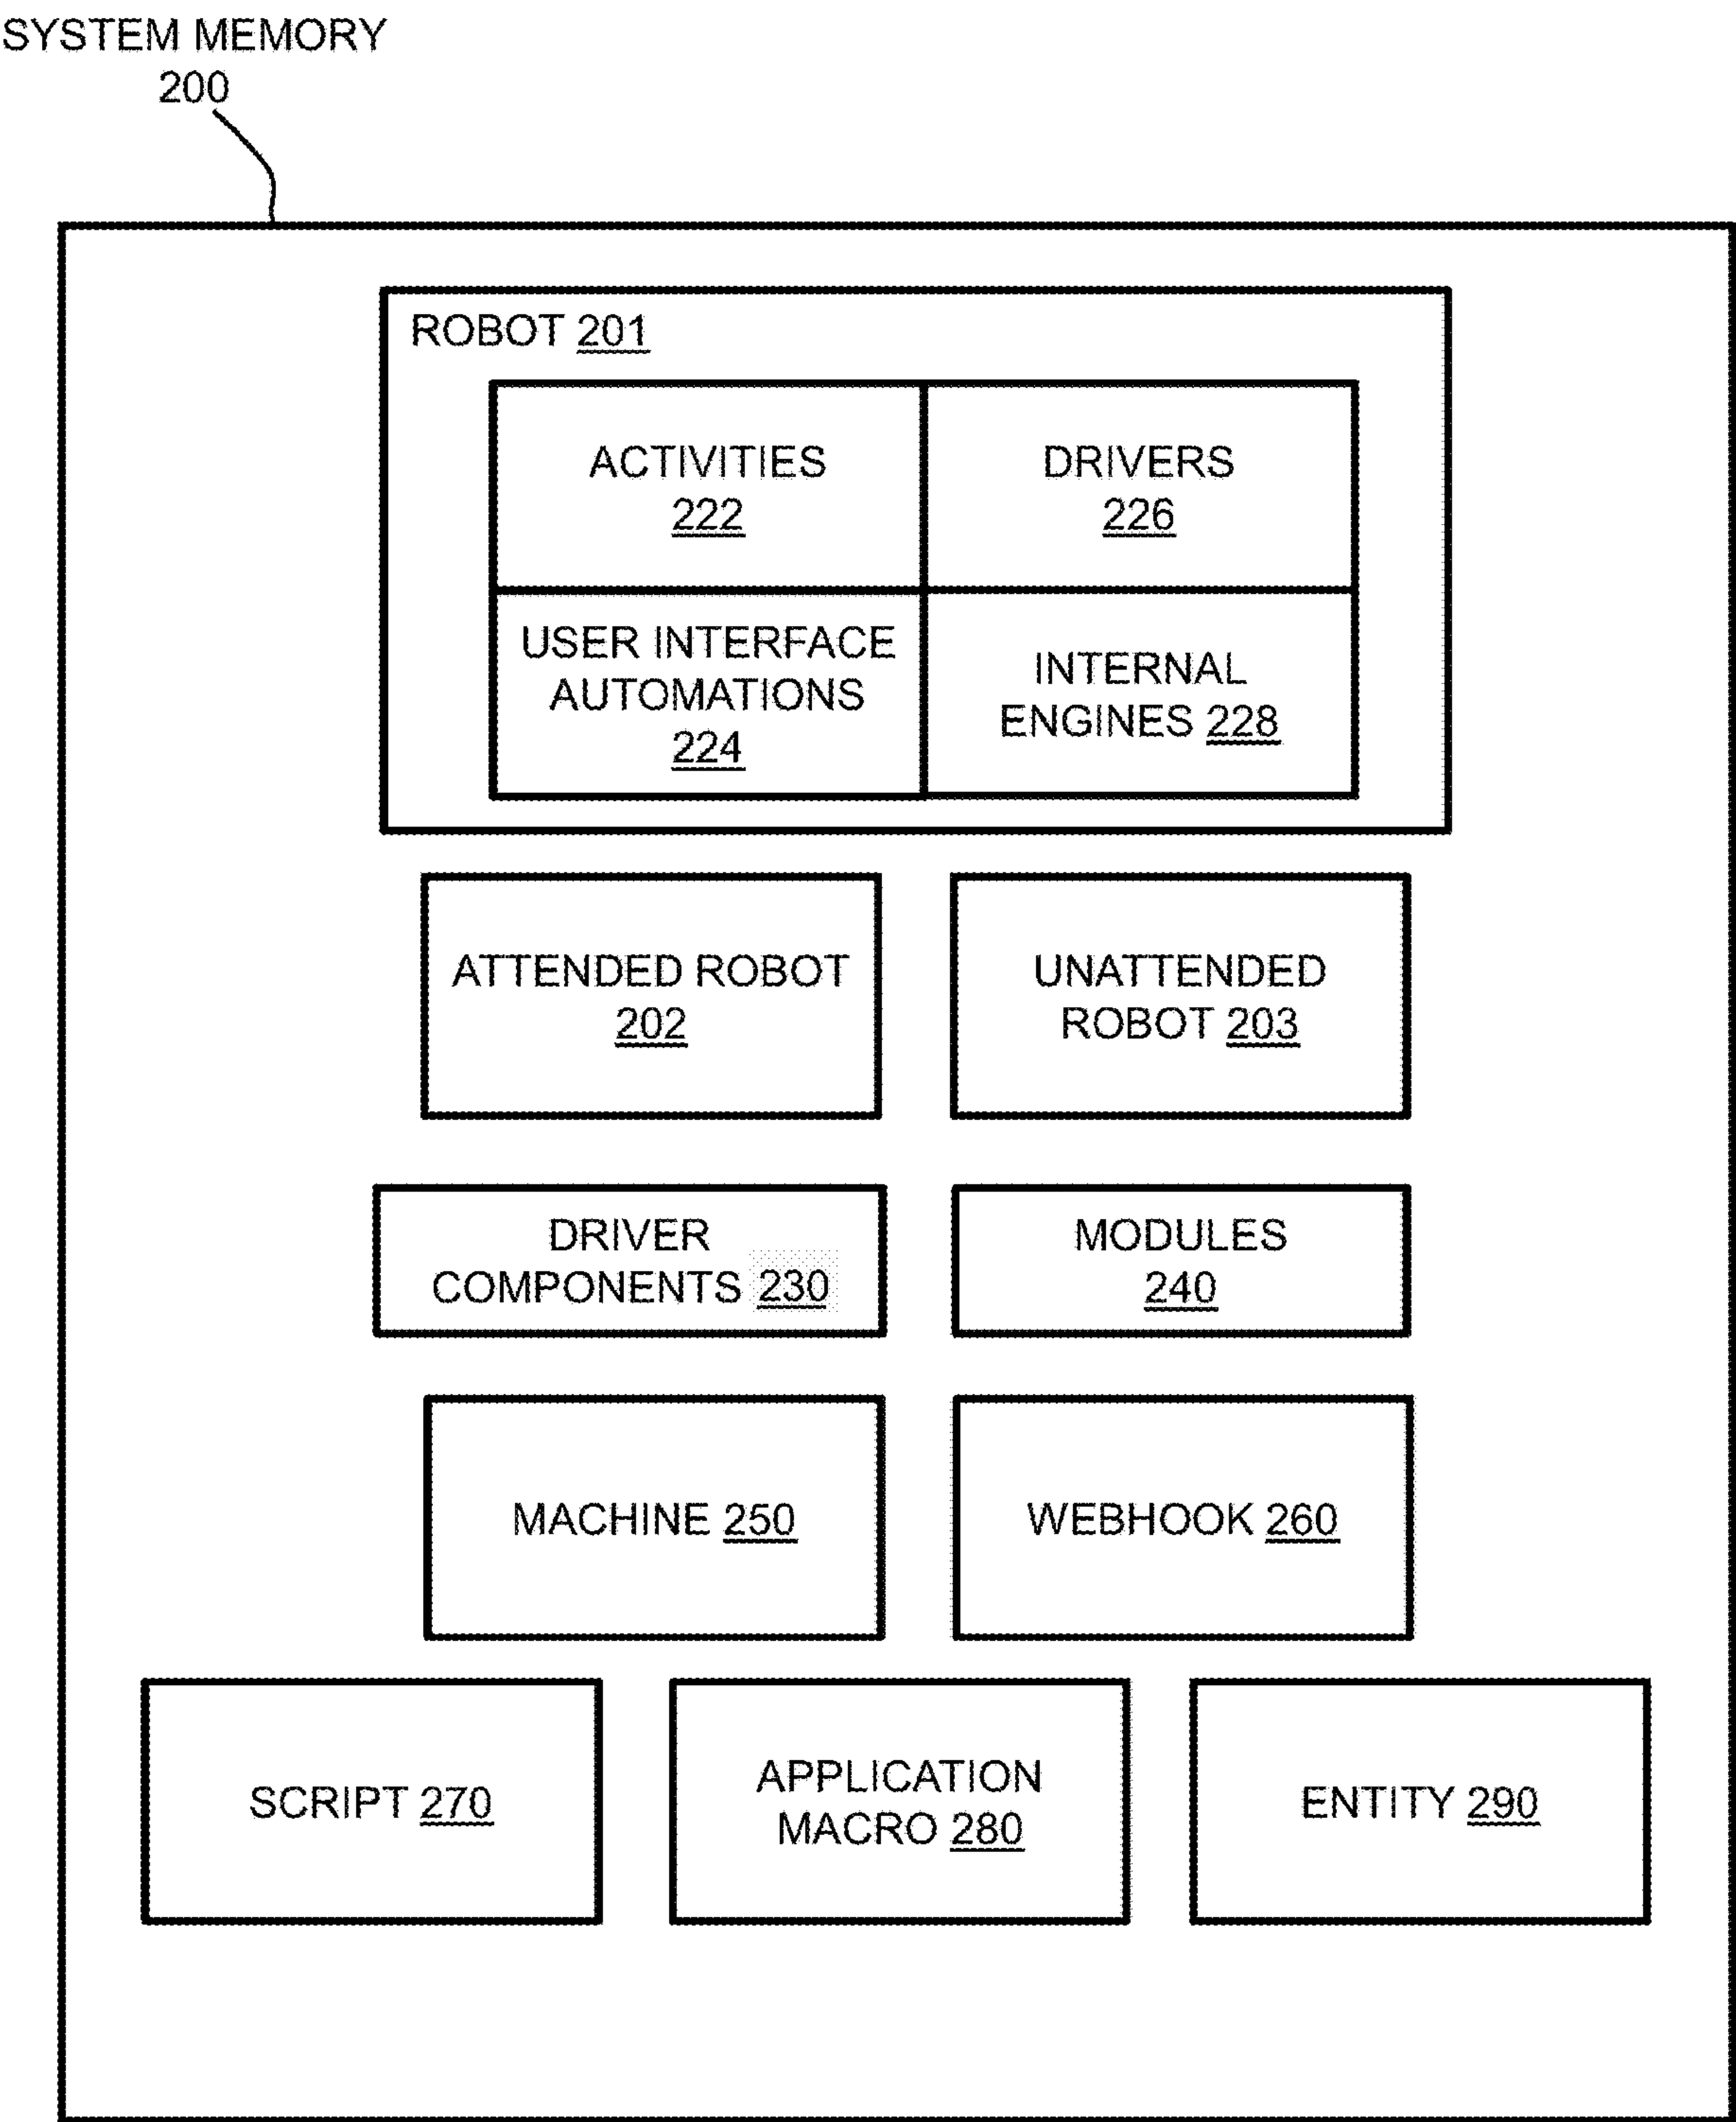 SYSTEM MEMORY
200
ROBOT 201
ACTIVITIES
222
DRIVERS
226
USER INTERFACE
AUTOMATIONS
224
INTERNAL
ENGINES 228
ATTENDED ROBOT
202
UNATTENDED
ROBOT 203
DRIVER
COMPONENTS 230
MODULES
240
MACHINE 250
WEBHOOK 260
SCRIPT 270
APPLICATION
MACRO 280
ENTITY 290